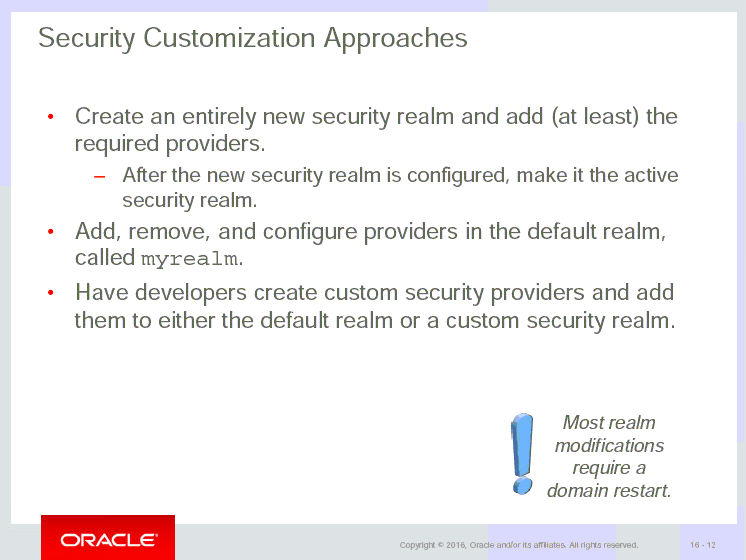 Security Customization Approaches
• Create an entirely new security realm and add (at least) the
required providers.
– After the new security realm is configured, make it the active
security realm.
• Add, remove, and configure providers in the default realm,
called myrealm.
• Have developers create custom security providers and add
them to either the default realm or a custom security realm.
Most realm
modifications
require a
domain restart.
ORACLE®
Copyright © 2016, Oracle and/or its affiliates. All rights reserved.
16 - 12